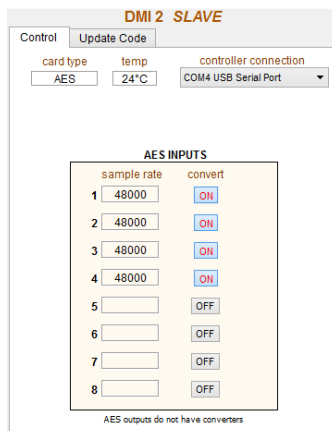 DMI 2 SLAVE
Control Update Code
card type temp controller connection
AES 24°C COM4 USB Serial Port
AES INPUTS
sample rate convert
1 48000 ON
2 48000 ON
3 48000 ON
4 48000 ON
5 OFF
6 OFF
7 OFF
8 OFF
AES outputs do not have converters